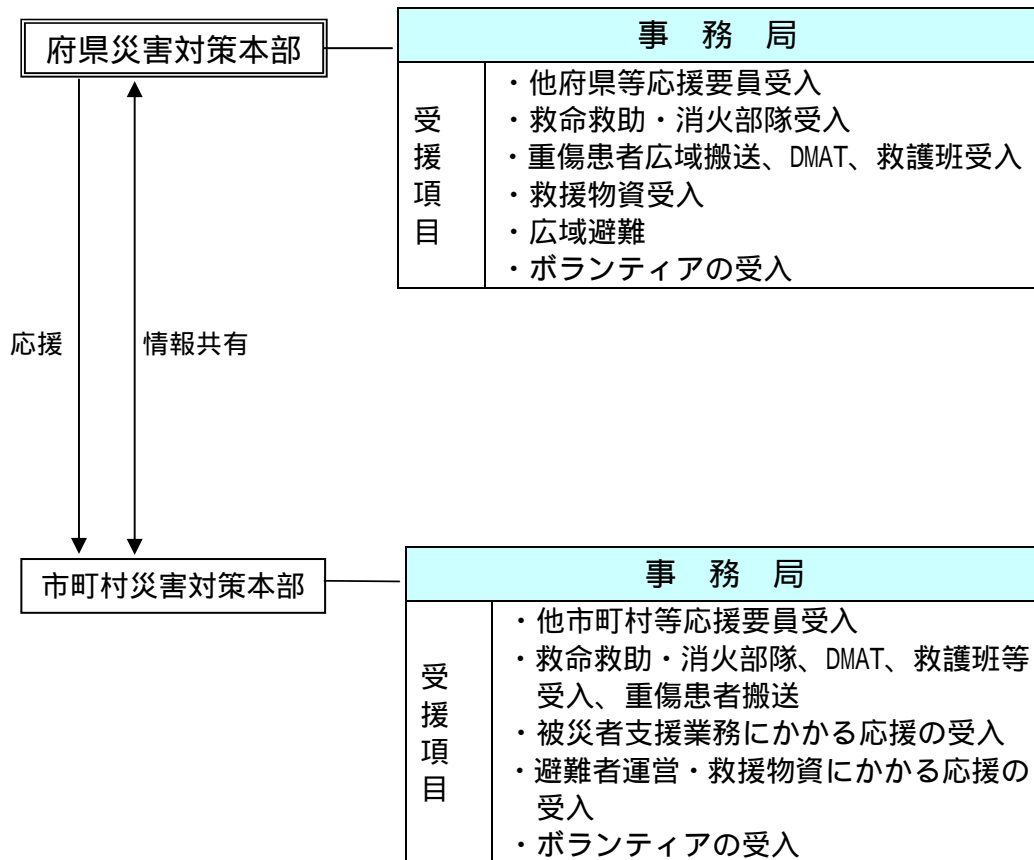 府県災害対策本部
事　務　局
受援項目
・他府県等応援要員受入
・救命救助・消火部隊受入
・重傷患者広域搬送、DMAT、救護班受入
・救援物資受入
・広域避難
・ボランティアの受入
応援
情報共有
市町村災害対策本部
事　務　局
受援項目
・他市町村等応援要員受入
・救命救助・消火部隊、DMAT、救護班等
受入、重傷患者搬送
・被災者支援業務にかかる応援の受入
・避難者運営・救援物資にかかる応援の
受入
・ボランティアの受入